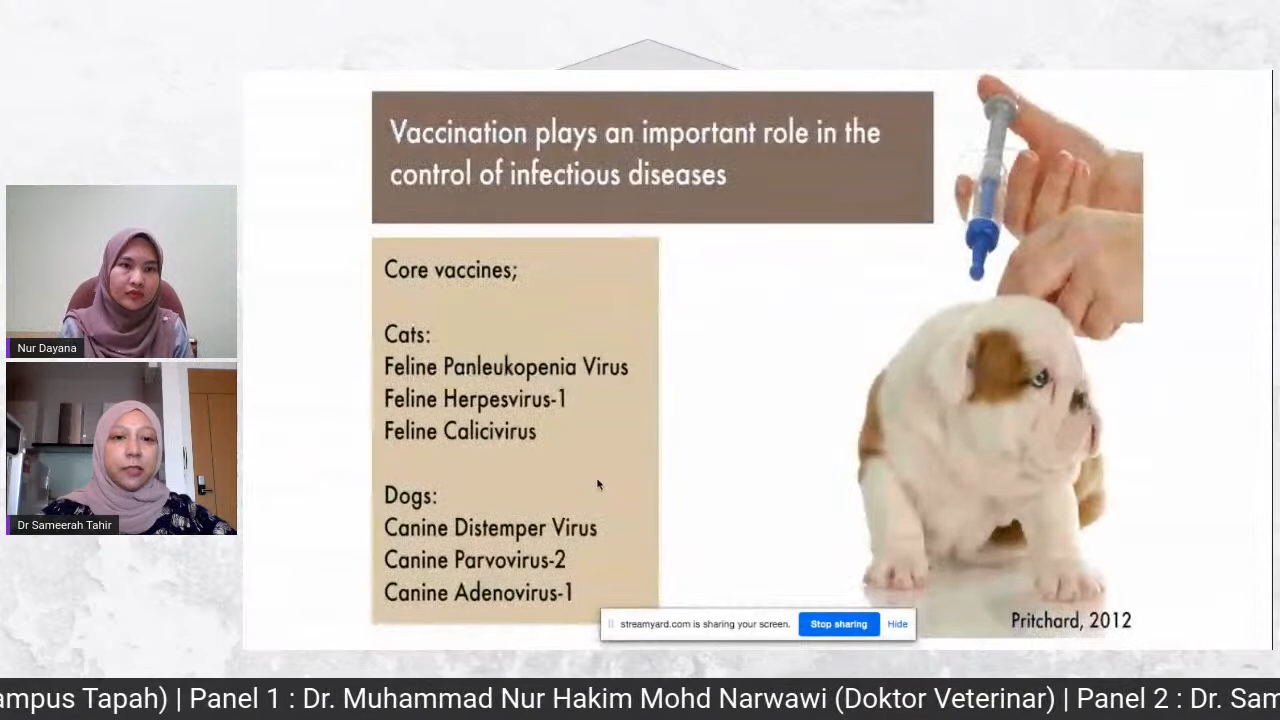 Vaccination plays an important role in the
control of infectious diseases
Core vaccines;
Cats:
Feline Panleukopenia Virus
Feline Herpesvirus-1
Feline Calicivirus
Dogs:
Canine Distemper Virus
Canine Parvovirus-2
Canine Adenovirus-1
Pritchard, 2012
Nur Dayana
Dr Sameerah Tahir
streamyard.com is sharing your screen.
Stop sharing
Hide
ampus Tapah) | Panel 1 : Dr. Muhammad Nur Hakim Mohd Narwawi (Doktor Veterinar) | Panel 2 : Dr. Sam